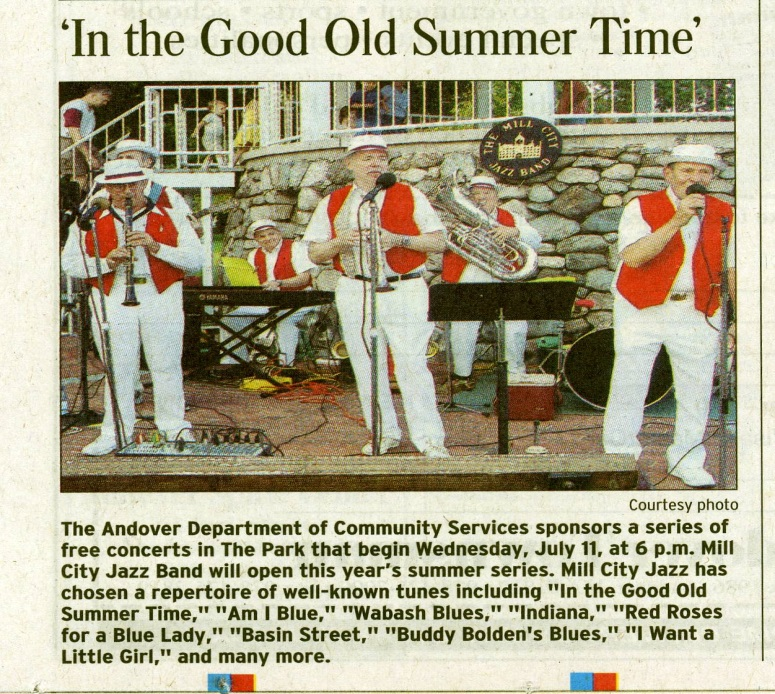 'In the Good Old Summer Time'
THE MILL CITY
JAZZ BAND
YAMAHA
Courtesy photo
The Andover Department of Community Services sponsors a series of
free concerts in The Park that begin Wednesday, July 11, at 6 p.m. Mill
City Jazz Band will open this year's summer series. Mill City Jazz has
chosen a repertoire of well-known tunes including "In the Good Old
Summer Time," "Am I Blue," "Wabash Blues," "Indiana," "Red Roses
for a Blue Lady," "Basin Street," "Buddy Bolden's Blues," "I Want a
Little Girl," and many more.